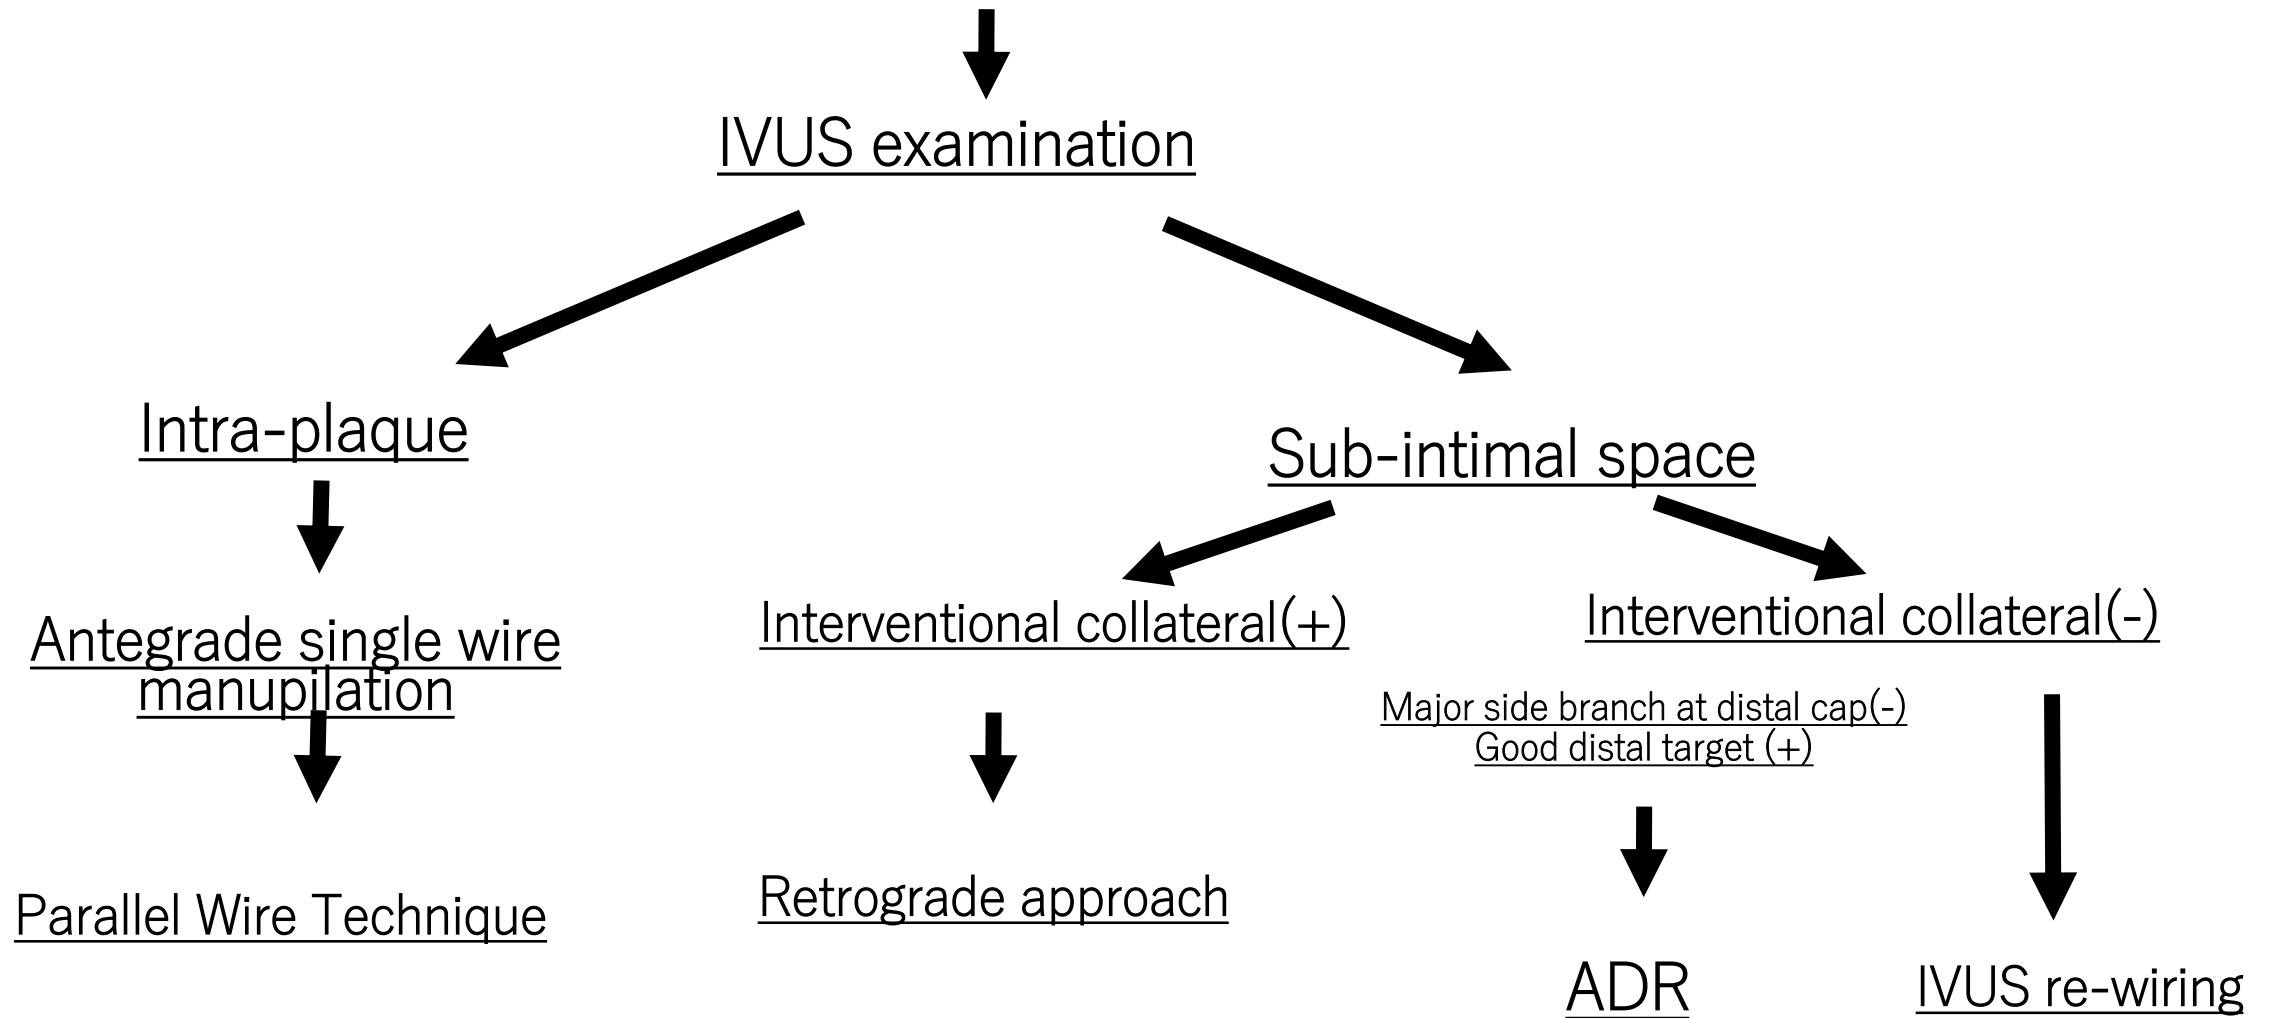 IVUS examination
Intra-plaque
Sub-intimal space
Antegrade single wire
manupilation
Interventional collateral(+)
Interventional collateral(-)
Major side branch at distal cap(-)
Good distal target (+)
Parallel Wire Technique
Retrograde approach
ADR
IVUS re-wiring